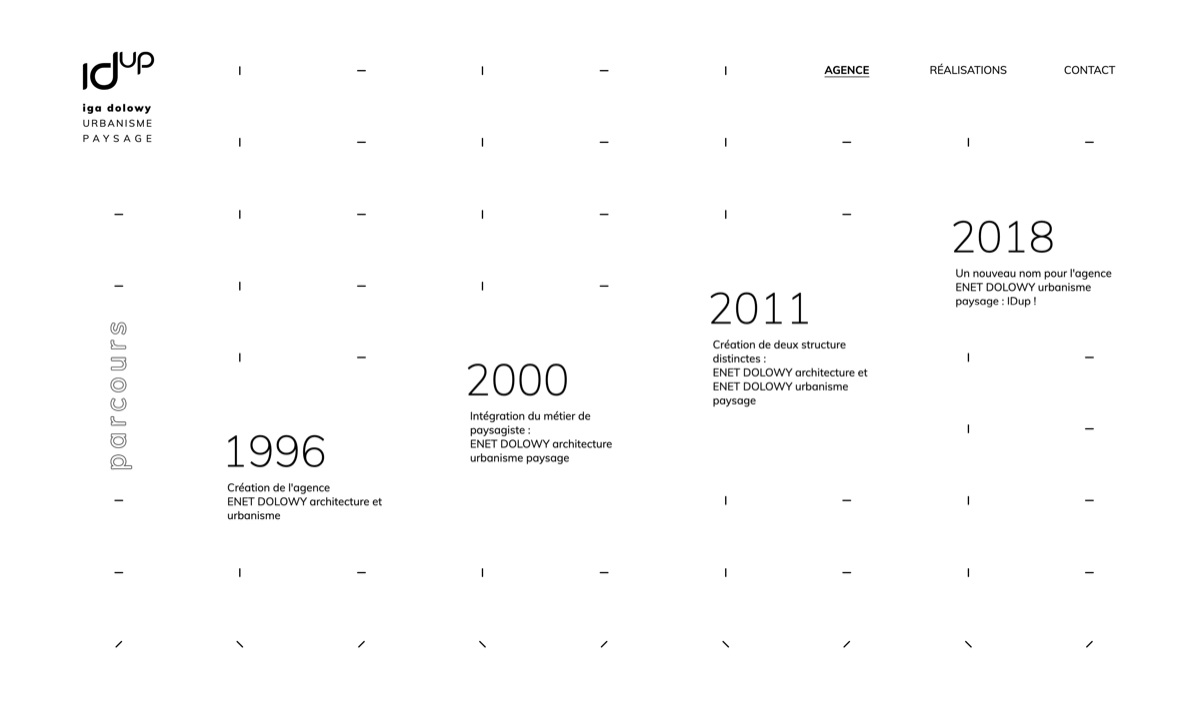 IDUP
iga dolowy
URBANISME
PAYSAGE
AGENCE
RÉALISATIONS
CONTACT
parcours
1996
Création de l'agence
ENET DOLOWY architecture et
urbanisme
2000
Intégration du métier de
paysagiste :
ENET DOLOWY architecture
urbanisme paysage
2011
Création de deux structure
distinctes :
ENET DOLOWY architecture et
ENET DOLOWY urbanisme
paysage
2018
Un nouveau nom pour l'agence
ENET DOLOWY urbanisme
paysage : IDup !